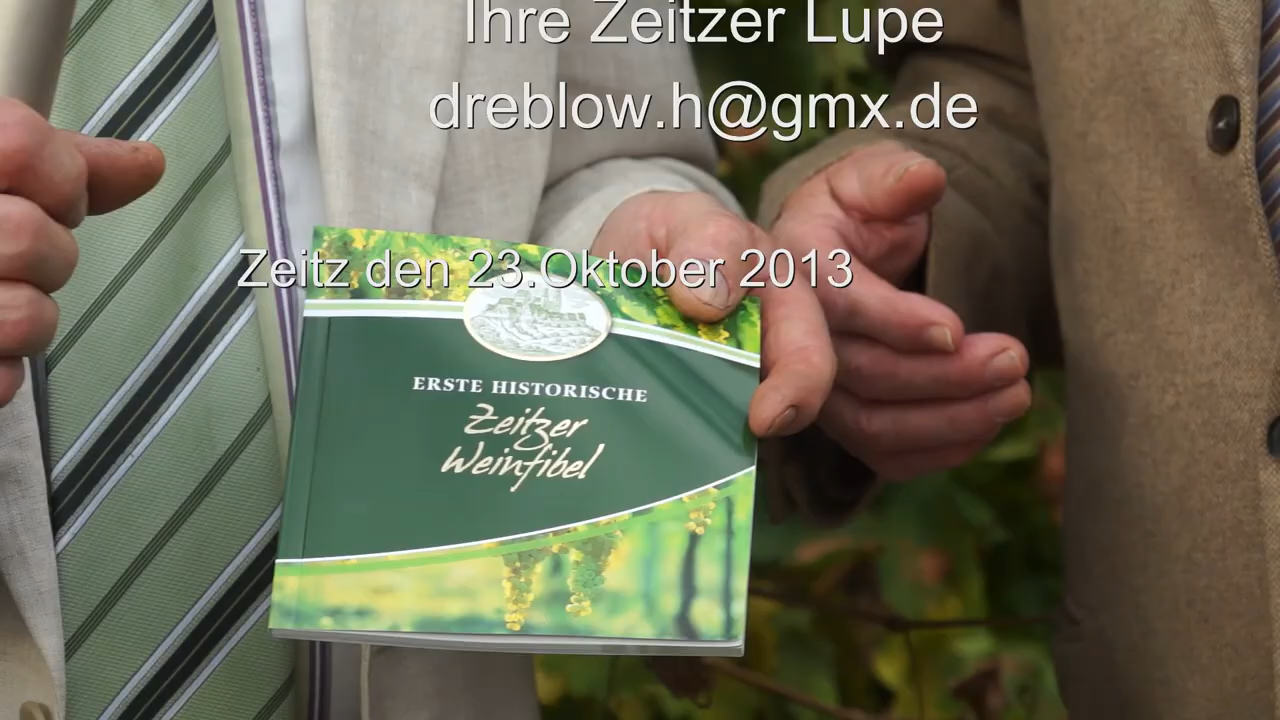 Ihre Zeitzer Lupe
dreblow.h@gmx.de
Zeitz den 23.Oktober 2013
ERSTE HISTORISCHE
Zeitzer
Weinfibel